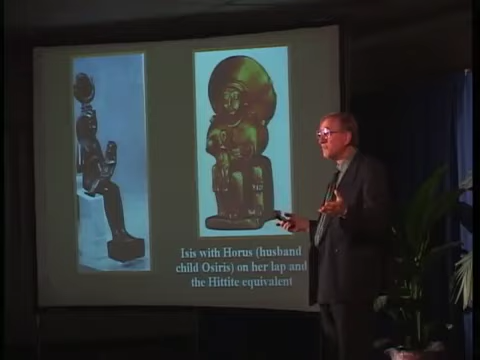 Isis with Horus (husband
child Osiris) on her lap and
the Hittite equivalent